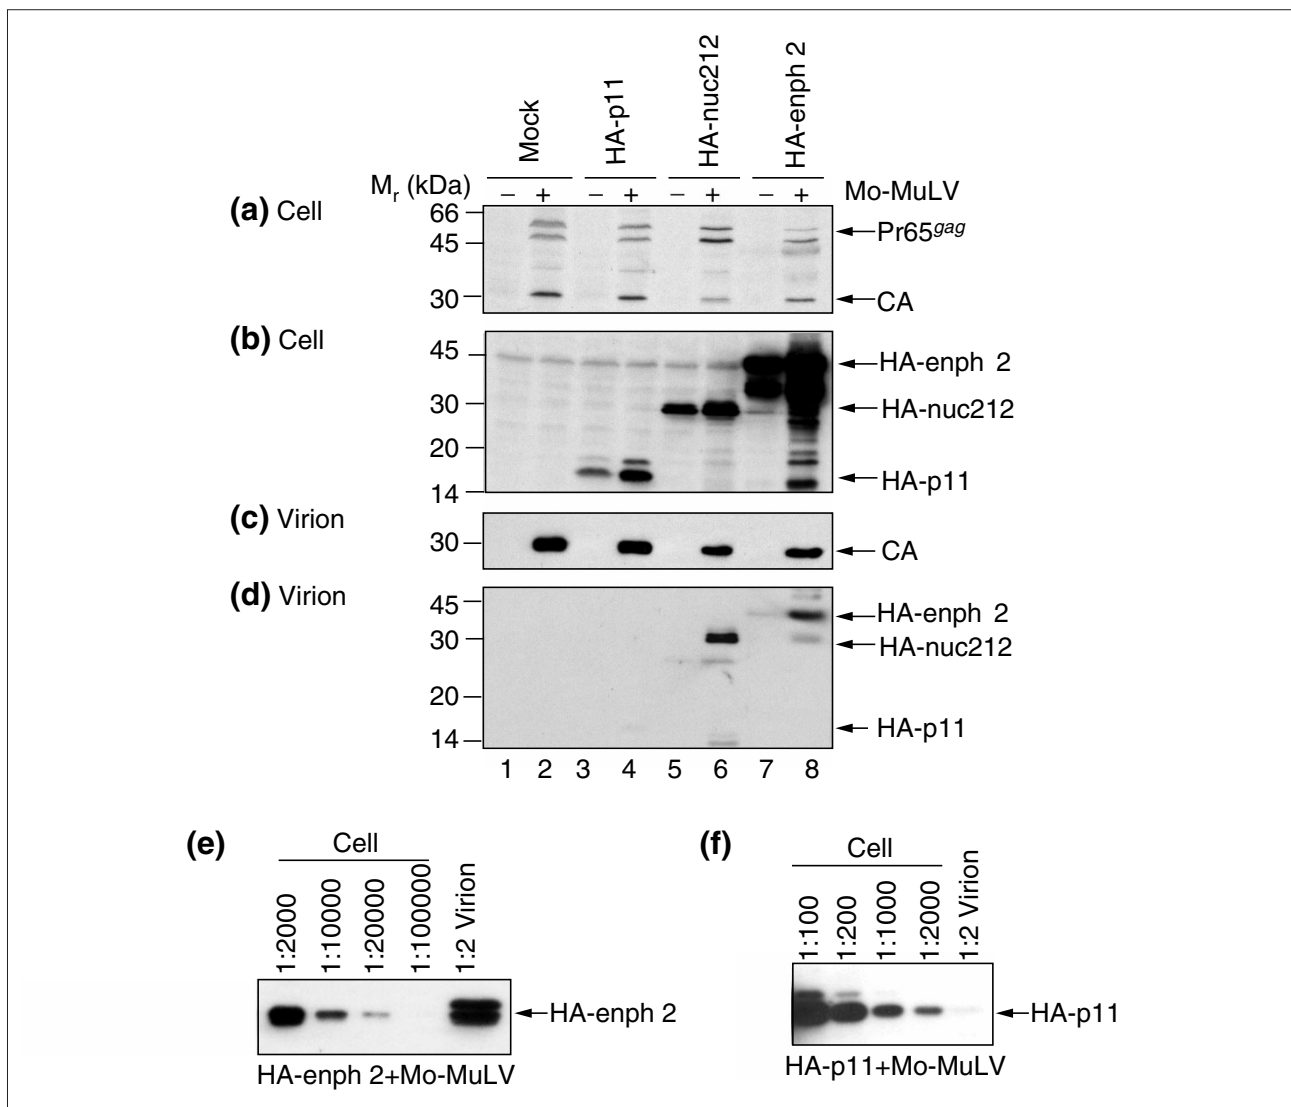 Mock
HA-p11
HA-nuc212
HA-enph 2
Mr (kDa)
– + – + – + – +
Mo-MuLV
(a) Cell
66
45
30
Pr65gag
CA
(b) Cell
45
30
20
14
HA-enph 2
HA-nuc212
HA-p11
(c) Virion
30
CA
(d) Virion
45
30
20
14
HA-enph 2
HA-nuc212
HA-p11
1 2 3 4 5 6 7 8
(e)
Cell
1:2000
1:10000
1:20000
1:100000
1:2 Virion
HA-enph 2
HA-enph 2+Mo-MuLV
(f)
Cell
1:100
1:200
1:1000
1:2000
1:2 Virion
HA-p11
HA-p11+Mo-MuLV